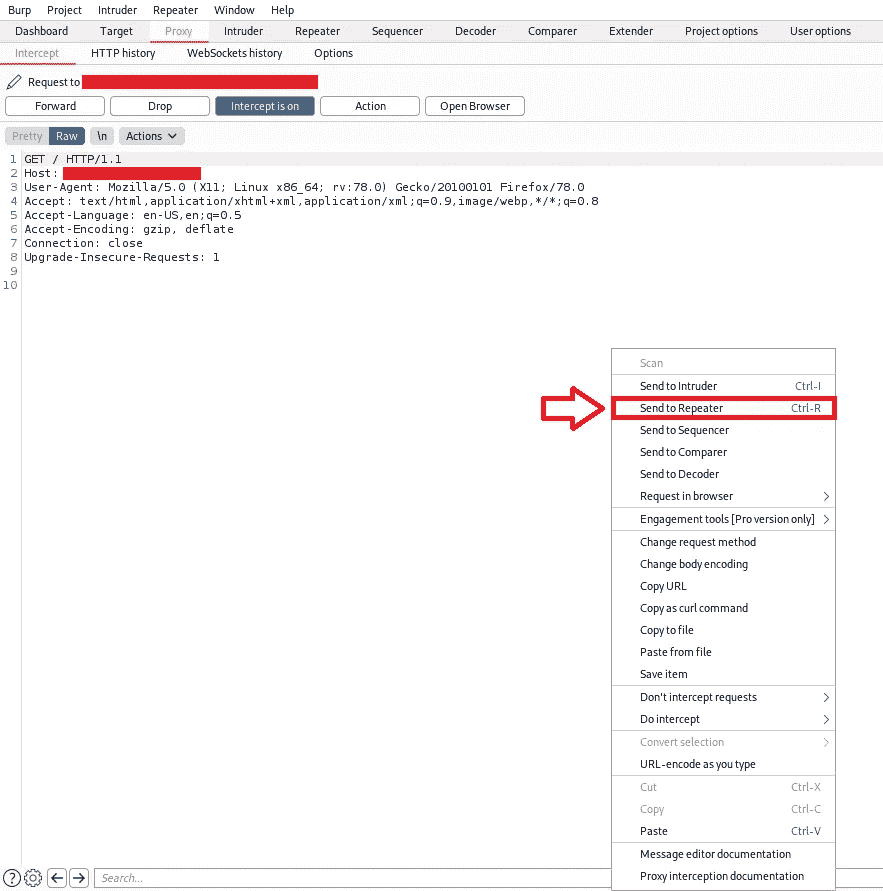 Burp Project Intruder Repeater Window Help
Dashboard Target Proxy Intruder Repeater Sequencer Decoder Comparer Extender Project options User options
Intercept HTTP history WebSockets history Options
Request to
Forward Drop Intercept is on Action Open Browser
Pretty Raw \n Actions
1 GET / HTTP/1.1
2 Host:
3 User-Agent: Mozilla/5.0 (X11; Linux x86_64; rv:78.0) Gecko/20100101 Firefox/78.0
4 Accept: text/html,application/xhtml+xml,application/xml;q=0.9,image/webp,*/*;q=0.8
5 Accept-Language: en-US,en;q=0.5
6 Accept-Encoding: gzip, deflate
7 Connection: close
8 Upgrade-Insecure-Requests: 1
9
10
Scan
Send to Intruder Ctrl-I
Send to Repeater Ctrl-R
Send to Sequencer
Send to Comparer
Send to Decoder
Request in browser
Engagement tools [Pro version only]
Change request method
Change body encoding
Copy URL
Copy as curl command
Copy to file
Paste from file
Save item
Don't intercept requests
Do intercept
Convert selection
URL-encode as you type
Cut Ctrl-X
Copy Ctrl-C
Paste Ctrl-V
Message editor documentation
Proxy interception documentation
? Search...